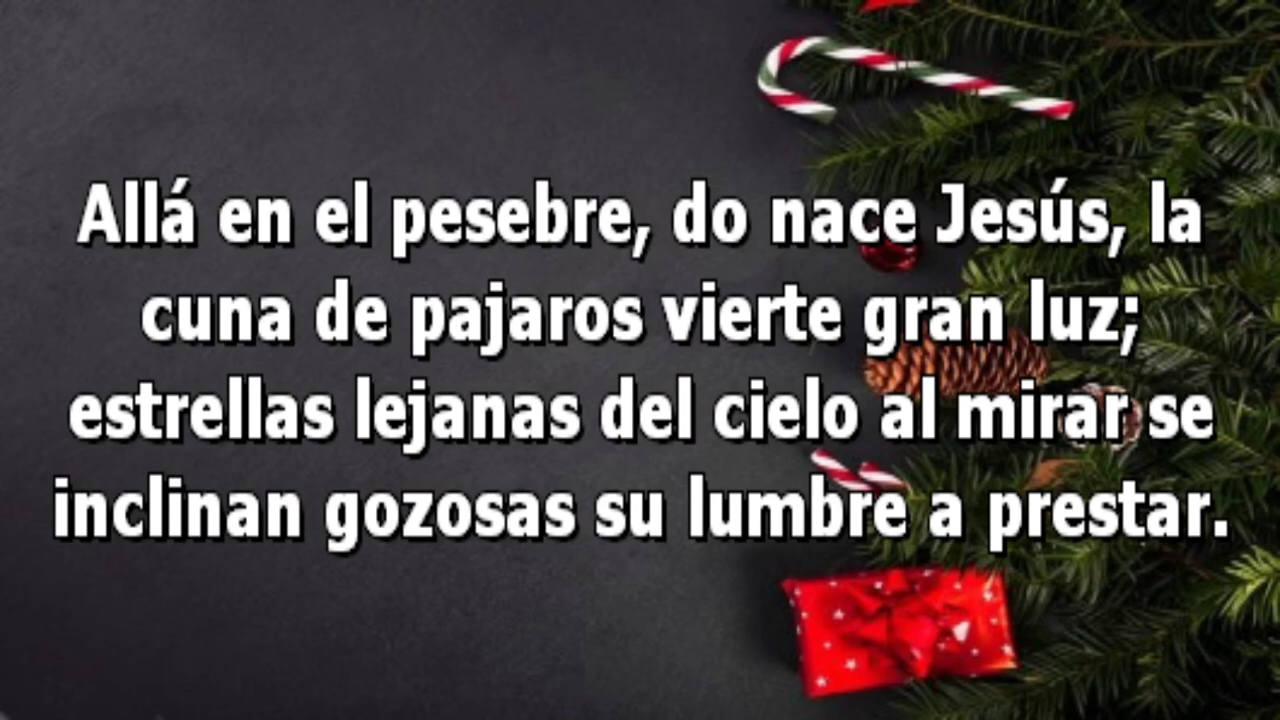 Allá en el pesebre, do nace Jesús, la
cuna de pajaros vierte gran luz;
estrellas lejanas del cielo al mirar se
inclinan gozosas su lumbre a prestar.